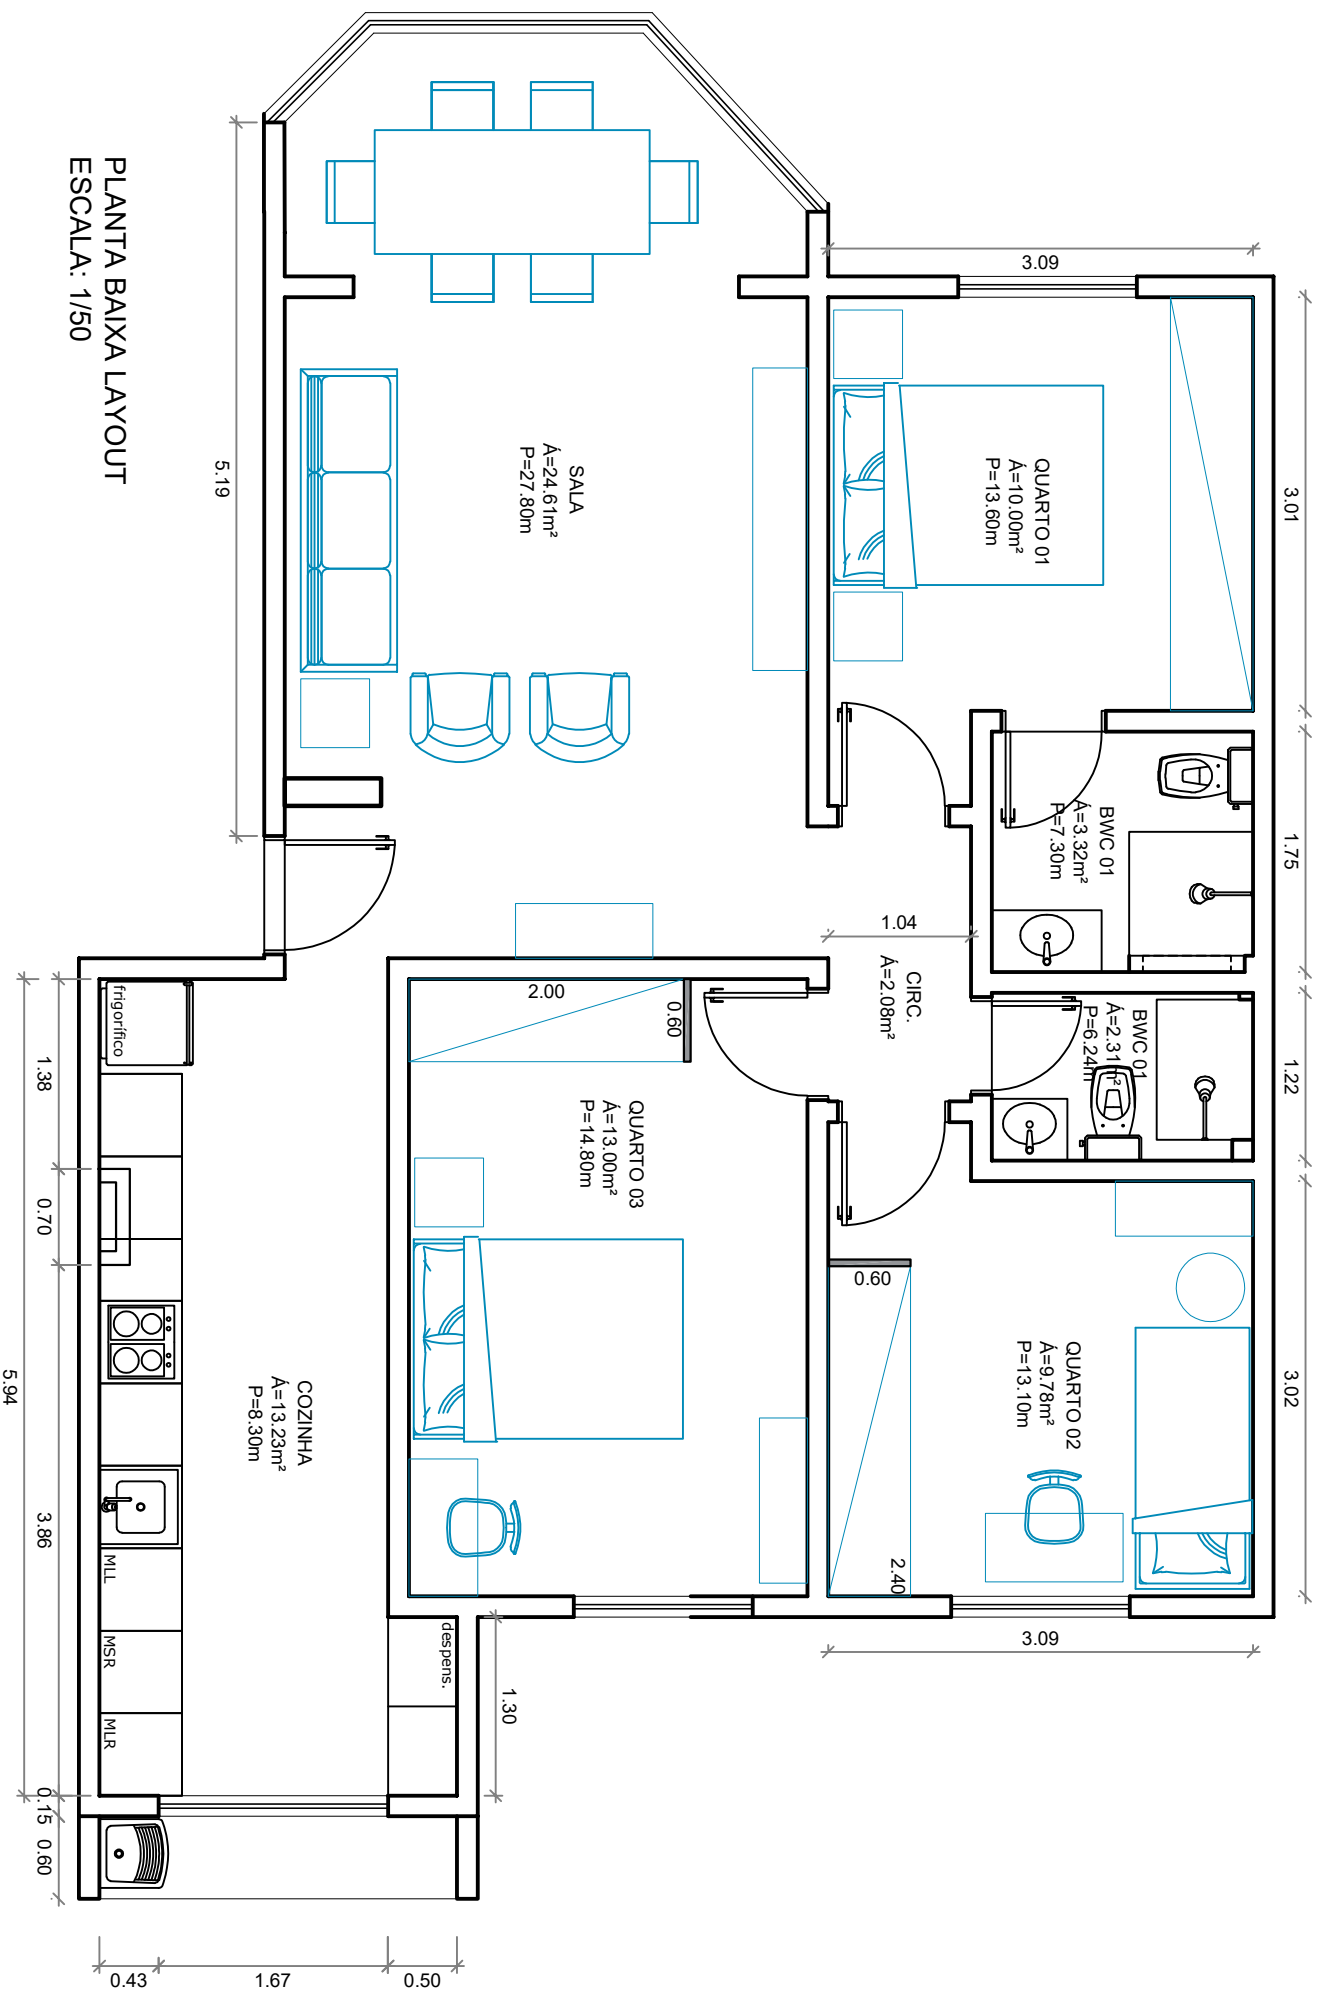 PLANTA BAIXA LAYOUT
ESCALA: 1/50
SALA
Á=24.61m²
P=27.80m
QUARTO 01
Á=10.00m²
P=13.60m
BWC 01
Á=3.32m²
P=7.30m
BWC 01
Á=2.31m²
P=6.24m
CIRC.
Á=2.08m²
QUARTO 03
Á=13.00m²
P=14.80m
QUARTO 02
Á=9.78m²
P=13.10m
COZINHA
Á=13.23m²
P=8.30m
frigorífico
MLL
MSR
MLR
despens.
3.09
3.01
1.75
1.22
3.02
3.09
5.19
1.04
2.00
0.60
0.60
2.40
1.30
1.38
0.70
3.86
0.15
0.60
5.94
0.43
1.67
0.50